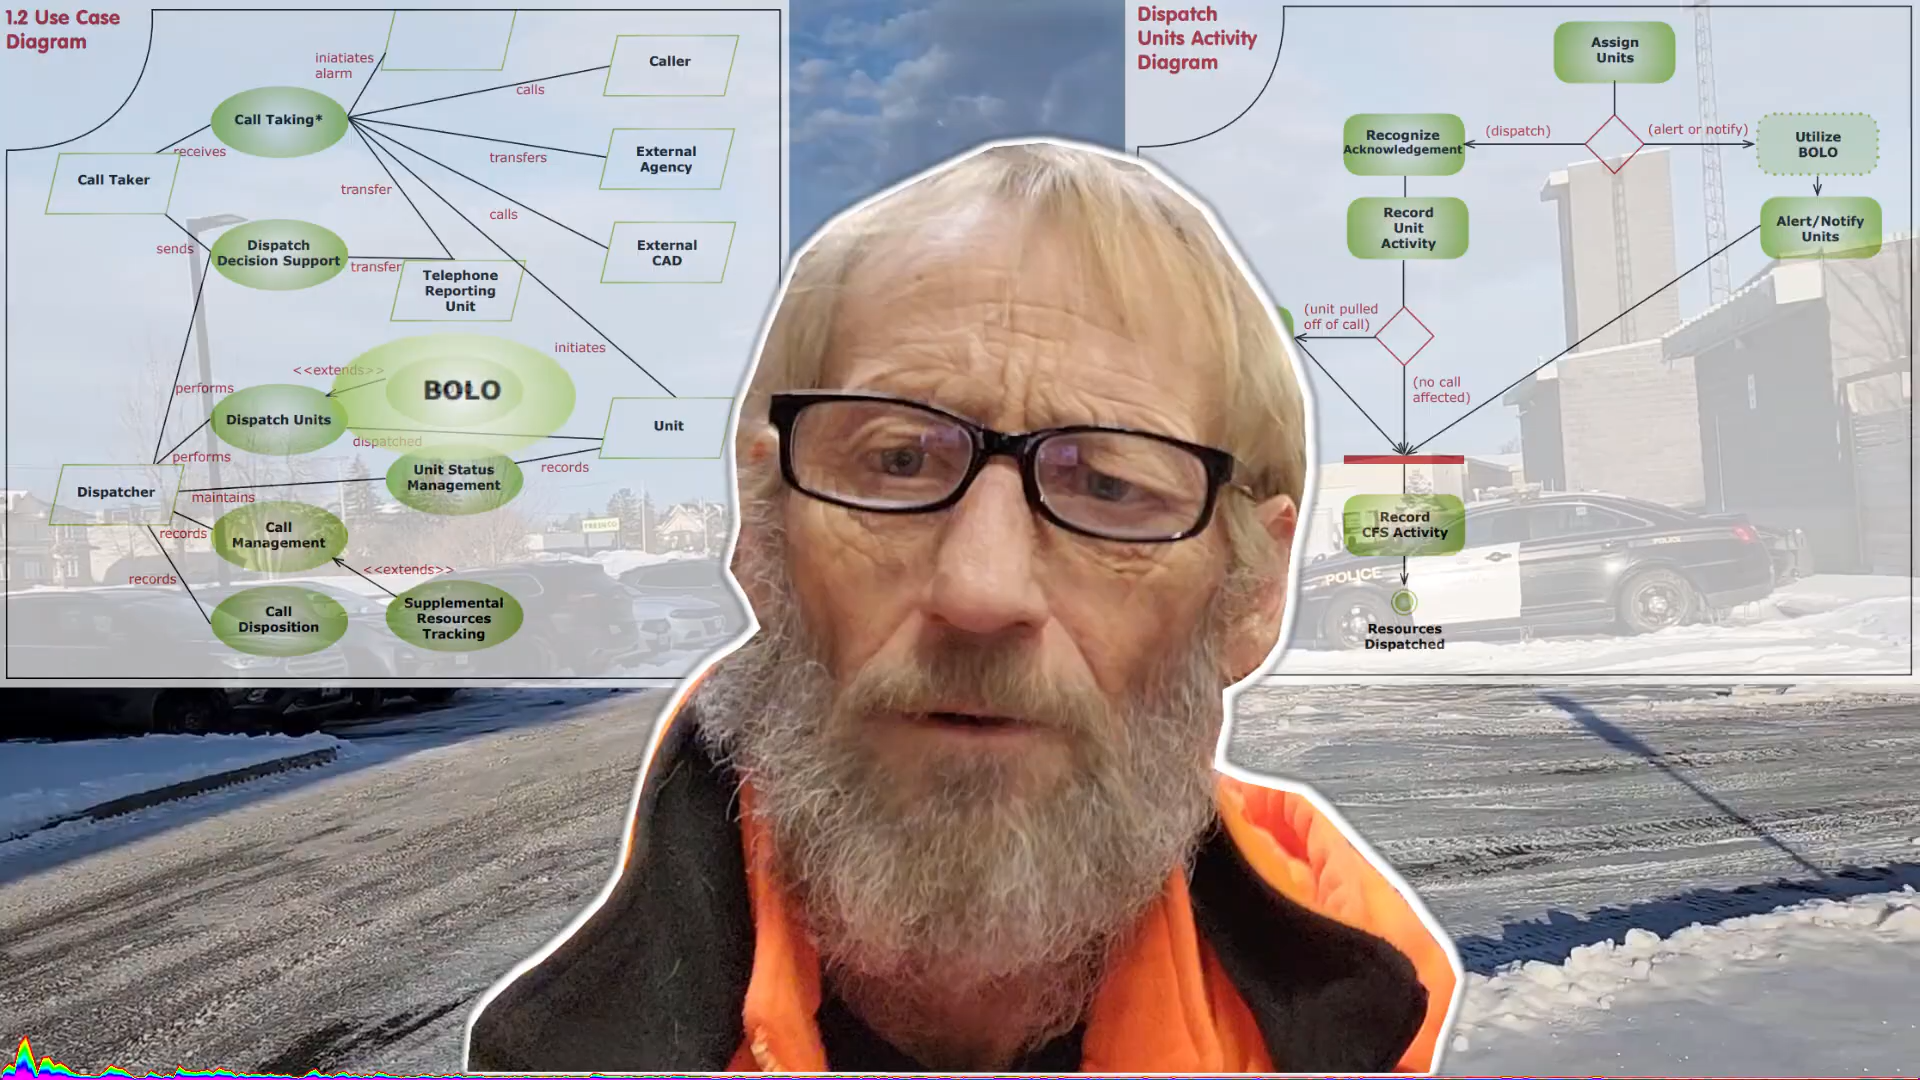 1.2 Use Case
Diagram
iniatiates
alarm
Caller
calls
Call Taking*
receives
External
Agency
transfers
Call Taker
transfer
calls
sends
Dispatch
Decision Support
transfer
External
CAD
Telephone
Reporting
Unit
initiates
<<extends>>
BOLO
performs
Dispatch Units
dispatched
Unit
performs
records
Unit Status
Management
Dispatcher
maintains
Call
Management
records
<<extends>>
records
Call
Disposition
Supplemental
Resources
Tracking
FRESHCO
Dispatch
Units Activity
Diagram
Assign
Units
Recognize
Acknowledgement
(dispatch)
(alert or notify)
Utilize
BOLO
Record
Unit
Activity
Alert/Notify
Units
(unit pulled
off of call)
(no call
affected)
Record
CFS Activity
POLICE
POLICE
Resources
Dispatched